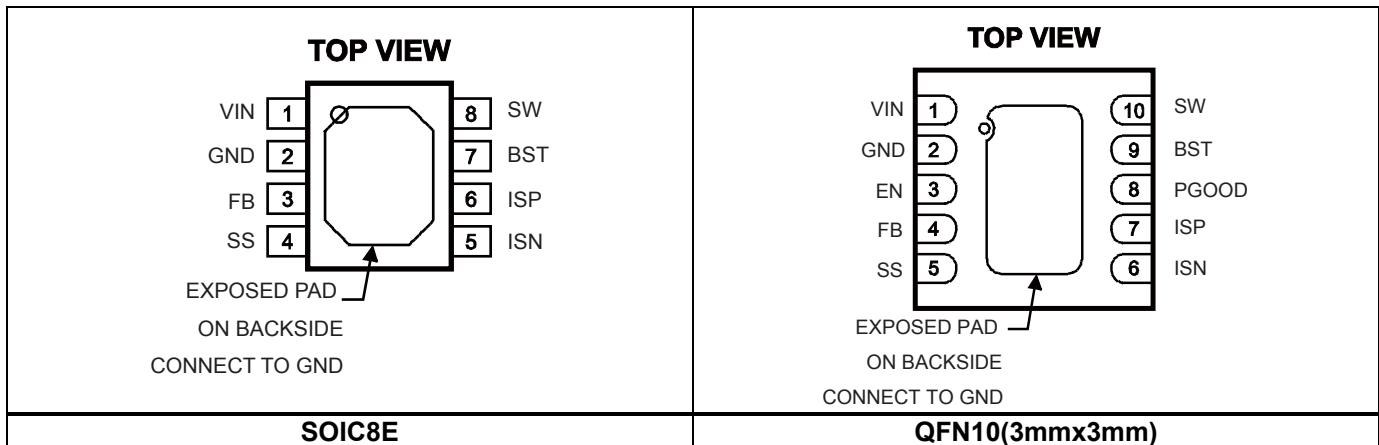 TOP VIEW
VIN 1
GND 2
FB 3
SS 4
8 SW
7 BST
6 ISP
5 ISN
EXPOSED PAD
ON BACKSIDE
CONNECT TO GND
SOIC8E
TOP VIEW
VIN 1
GND 2
EN 3
FB 4
SS 5
10 SW
9 BST
8 PGOOD
7 ISP
6 ISN
EXPOSED PAD
ON BACKSIDE
CONNECT TO GND
QFN10(3mmx3mm)